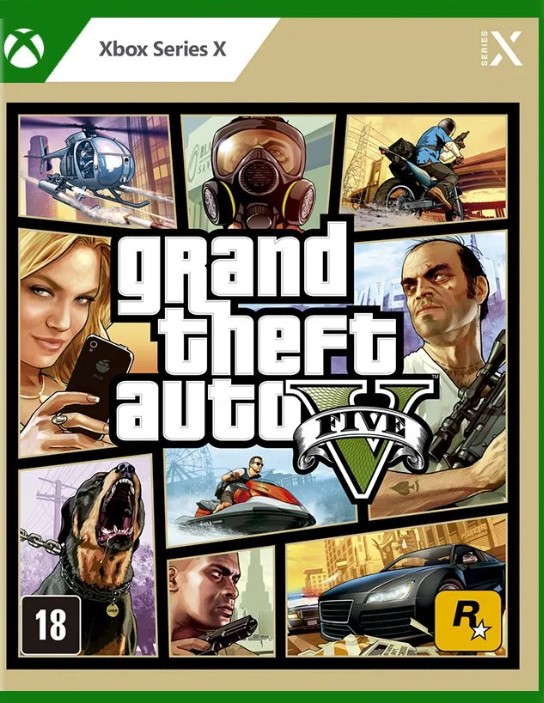 Xbox Series X
SERIES X
grand
theft
auto V
FIVE
18
R